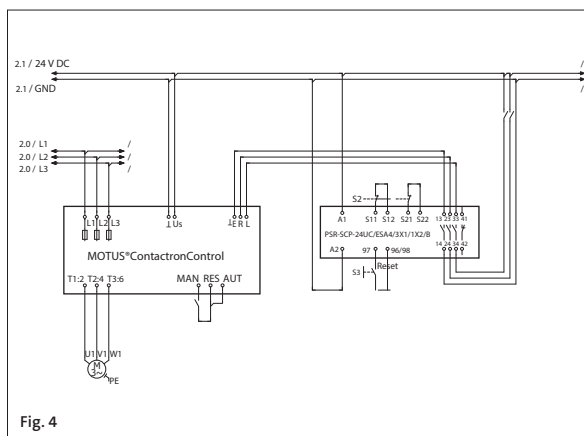 2.1 / 24 V DC /
2.1 / GND /
2.0 / L1 /
2.0 / L2 /
2.0 / L3 /
L1 L2 L3
⊥ Us
⊥ E R L
MOTUS®ContactronControl
T1:2 T2:4 T3:6
MAN RES AUT
U1 V1 W1
M
3~
PE
S2
A1 S11 S12 S21 S22 13 23 33 41
PSR-SCP-24UC/ESA4/3X1/1X2/B
A2 97 96/98 14 24 34 42
S3
Reset
Fig. 4